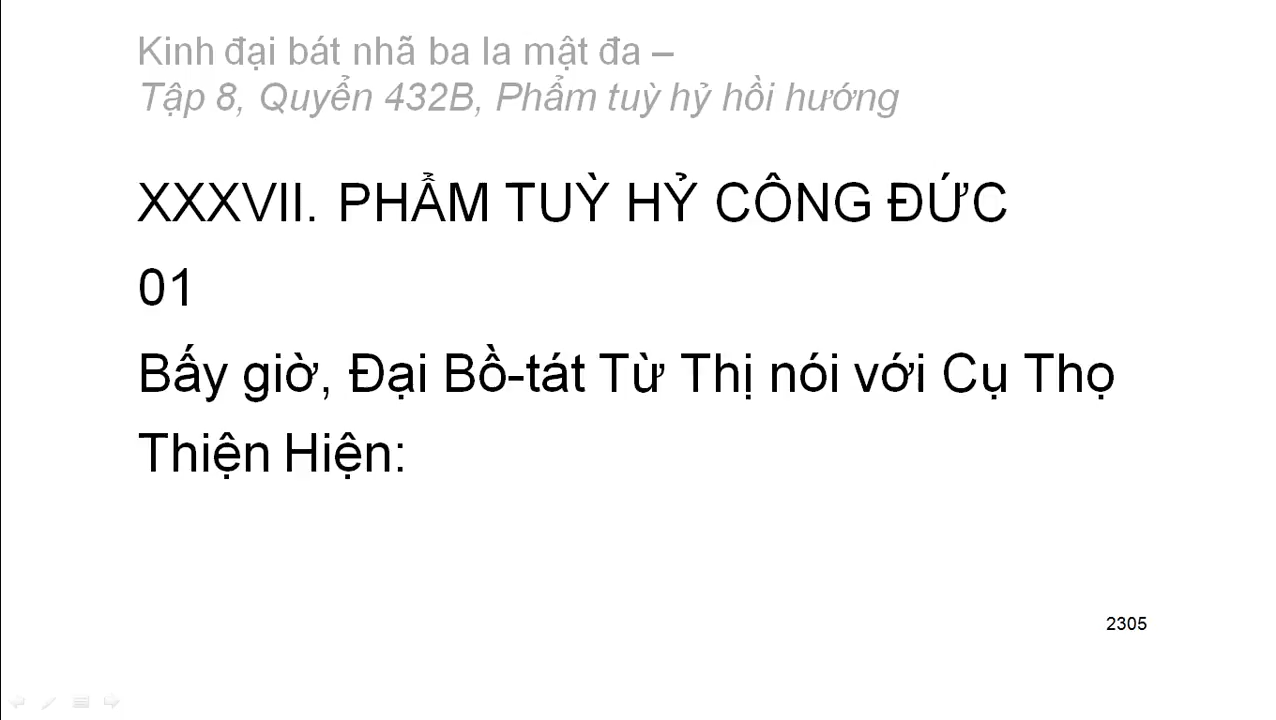 Kinh đại bát nhã ba la mật đa –
Tập 8, Quyển 432B, Phẩm tuỳ hỷ hồi hướng
XXXVII. PHẨM TUỲ HỶ CÔNG ĐỨC
01
Bấy giờ, Đại Bồ-tát Từ Thị nói với Cụ Thọ
Thiện Hiện:
2305